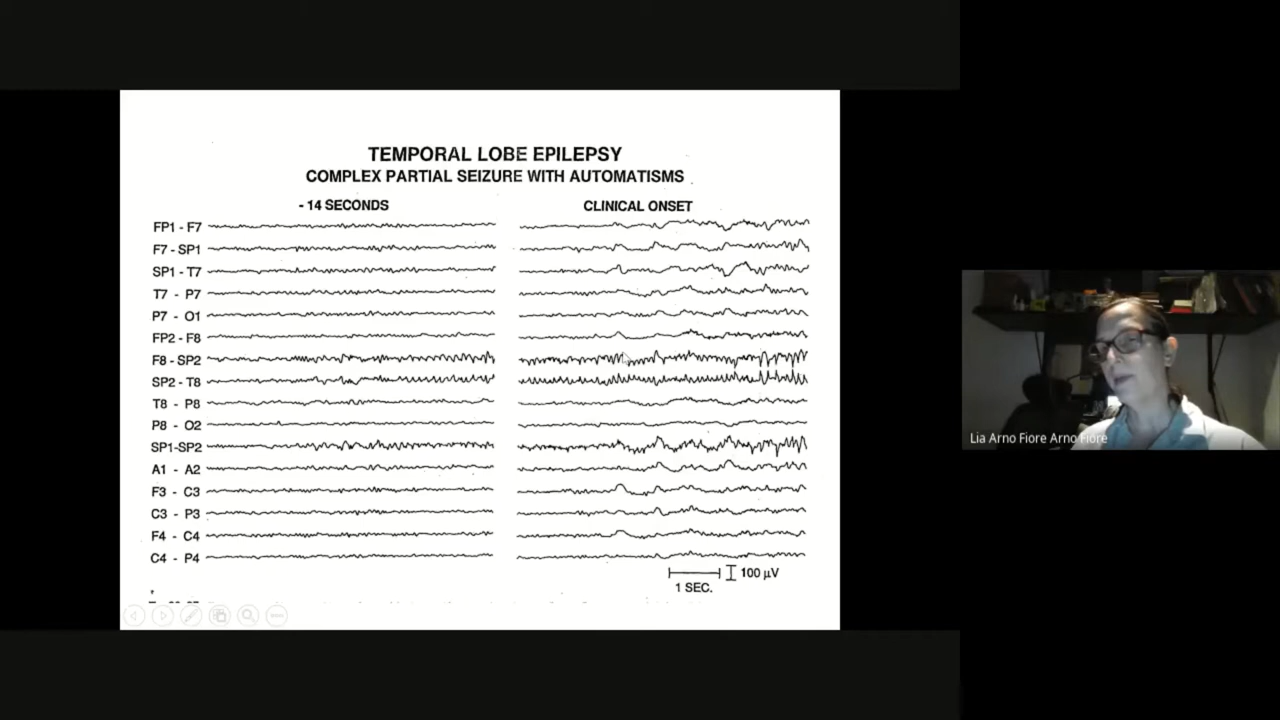 TEMPORAL LOBE EPILEPSY
COMPLEX PARTIAL SEIZURE WITH AUTOMATISMS
- 14 SECONDS
CLINICAL ONSET
FP1 - F7
F7 - SP1
SP1 - T7
T7 - P7
P7 - O1
FP2 - F8
F8 - SP2
SP2 - T8
T8 - P8
P8 - O2
SP1-SP2
A1 - A2
F3 - C3
C3 - P3
F4 - C4
C4 - P4
100 μV
1 SEC.
Lia Arno Fiore Arno Fiore